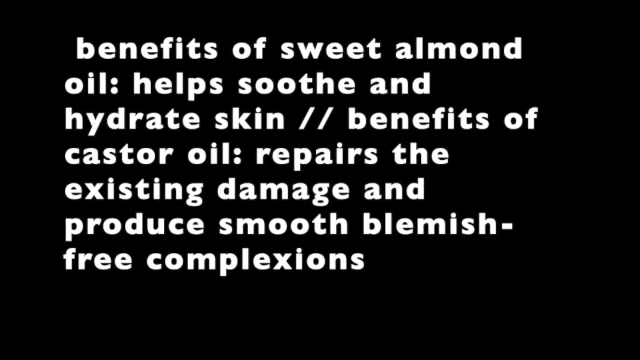 benefits of sweet almond
oil: helps soothe and
hydrate skin // benefits of
castor oil: repairs the
existing damage and
produce smooth blemish-
free complexions